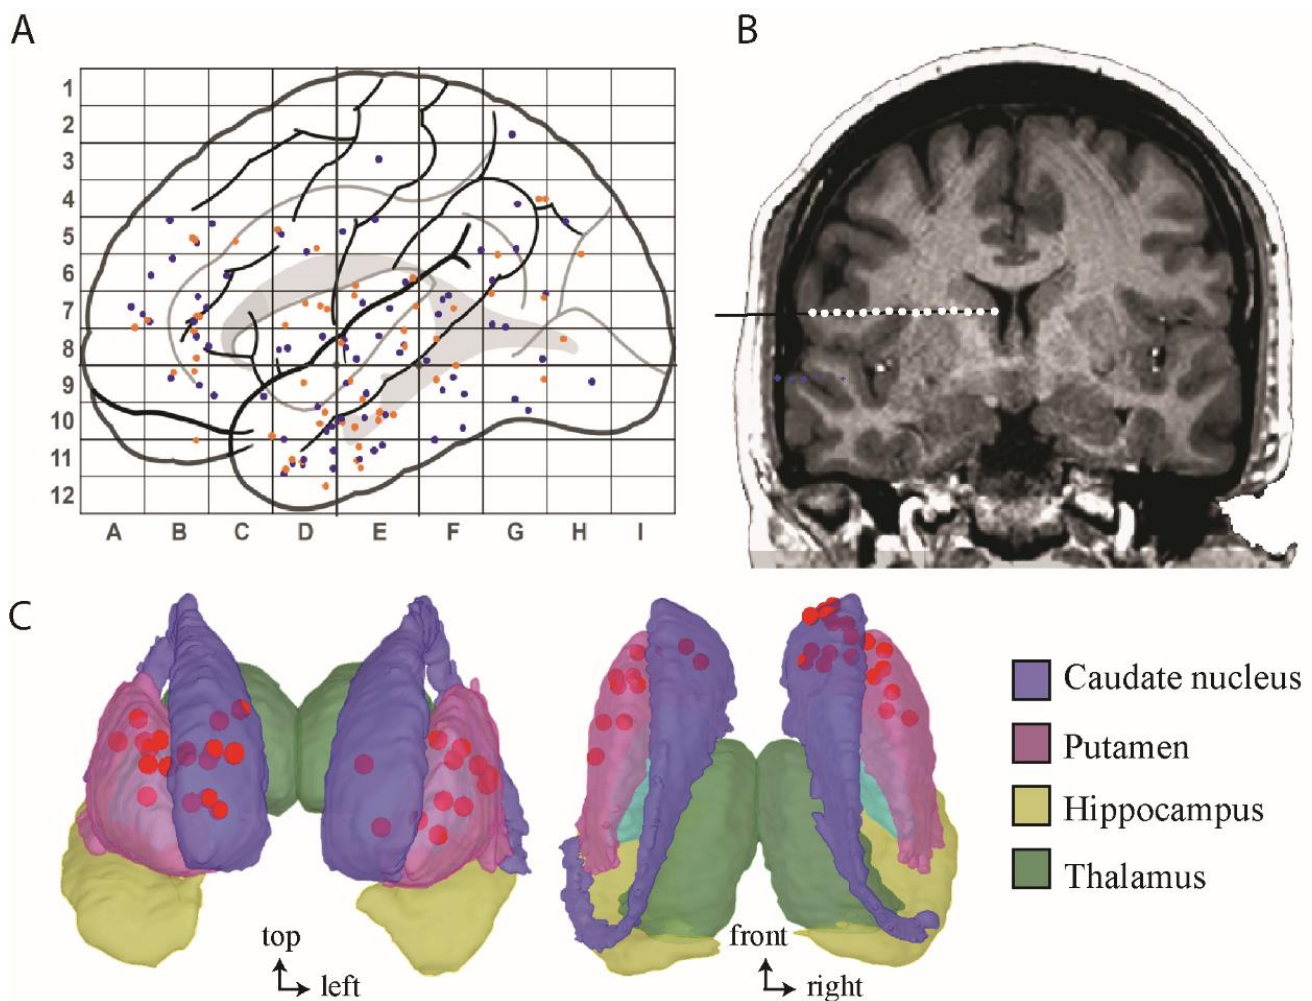 A
B
1
2
3
4
5
6
7
8
9
10
11
12
A B C D E F G H I
C
Caudate nucleus
Putamen
Hippocampus
Thalamus
top
left
front
right